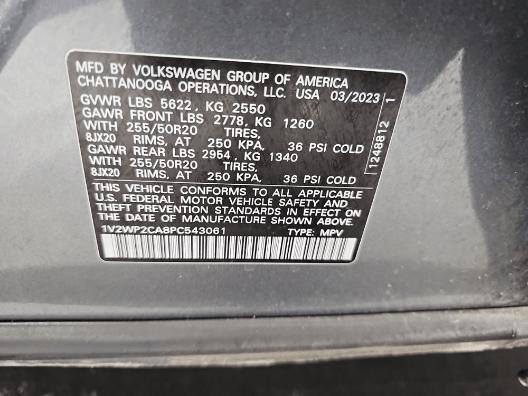 MFD BY VOLKSWAGEN GROUP OF AMERICA
CHATTANOOGA OPERATIONS, LLC. USA 03/2023
GVWR LBS 5622, KG 2550
GAWR FRONT LBS 2778, KG 1260
WITH 255/50R20 TIRES,
8JX20 RIMS, AT 250 KPA. 36 PSI COLD
GAWR REAR LBS 2954, KG 1340
WITH 255/50R20 TIRES,
8JX20 RIMS, AT 250 KPA. 36 PSI COLD
THIS VEHICLE CONFORMS TO ALL APPLICABLE
U.S. FEDERAL MOTOR VEHICLE SAFETY AND
THEFT PREVENTION STANDARDS IN EFFECT ON
THE DATE OF MANUFACTURE SHOWN ABOVE.
1V2WP2CA8PC543061 TYPE: MPV
1248812 1